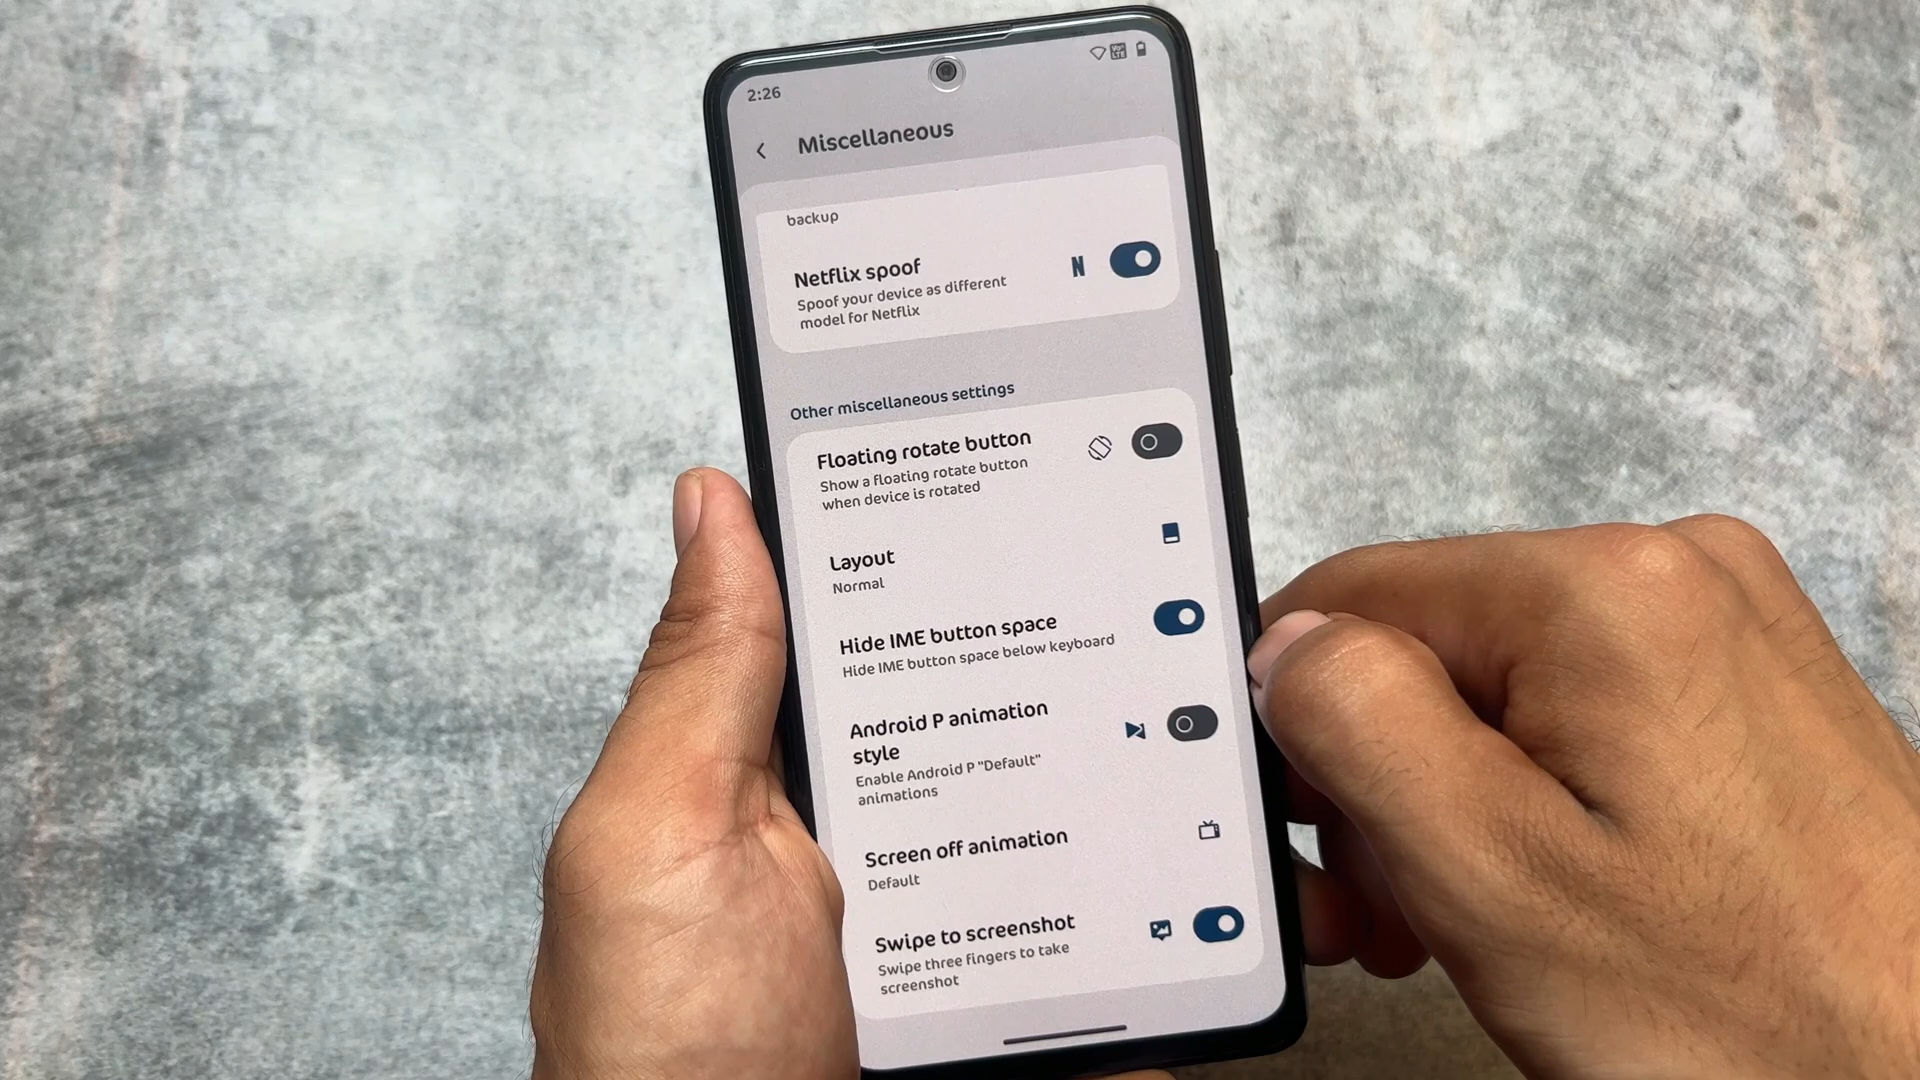 2:26
Vo
LTE
Miscellaneous
backup
Netflix spoof
Spoof your device as different
model for Netflix
N
Other miscellaneous settings
Floating rotate button
Show a floating rotate button
when device is rotated
Layout
Normal
Hide IME button space
Hide IME button space below keyboard
Android P animation
style
Enable Android P "Default"
animations
Screen off animation
Default
Swipe to screenshot
Swipe three fingers to take
screenshot